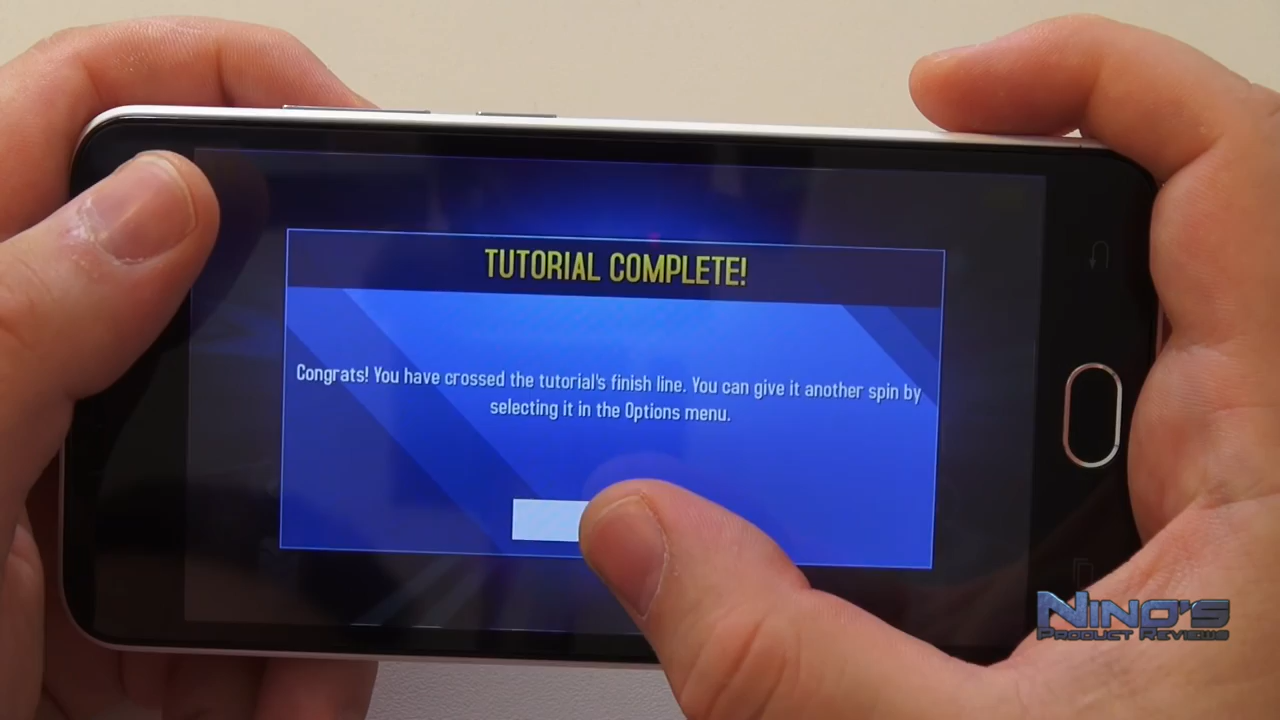 TUTORIAL COMPLETE!
Congrats! You have crossed the tutorial's finish line. You can give it another spin by
selecting it in the Options menu.
NINO'S
PRODUCT REVIEWS